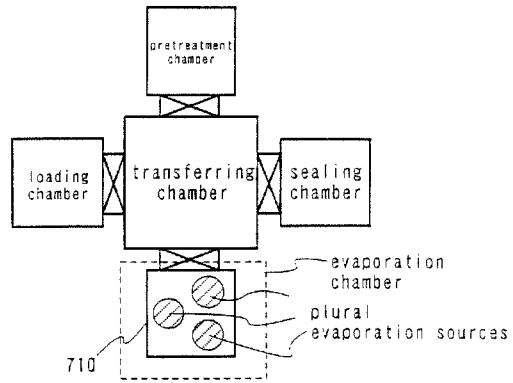 pretreatment
chamber
loading
chamber
transferring
chamber
sealing
chamber
evaporation
chamber
plural
evaporation sources
710